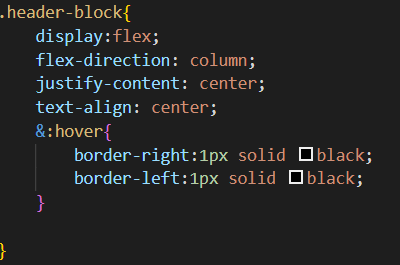 .header-block{
display:flex;
flex-direction: column;
justify-content: center;
text-align: center;
&:hover{
border-right:1px solid black;
border-left:1px solid black;
}
}